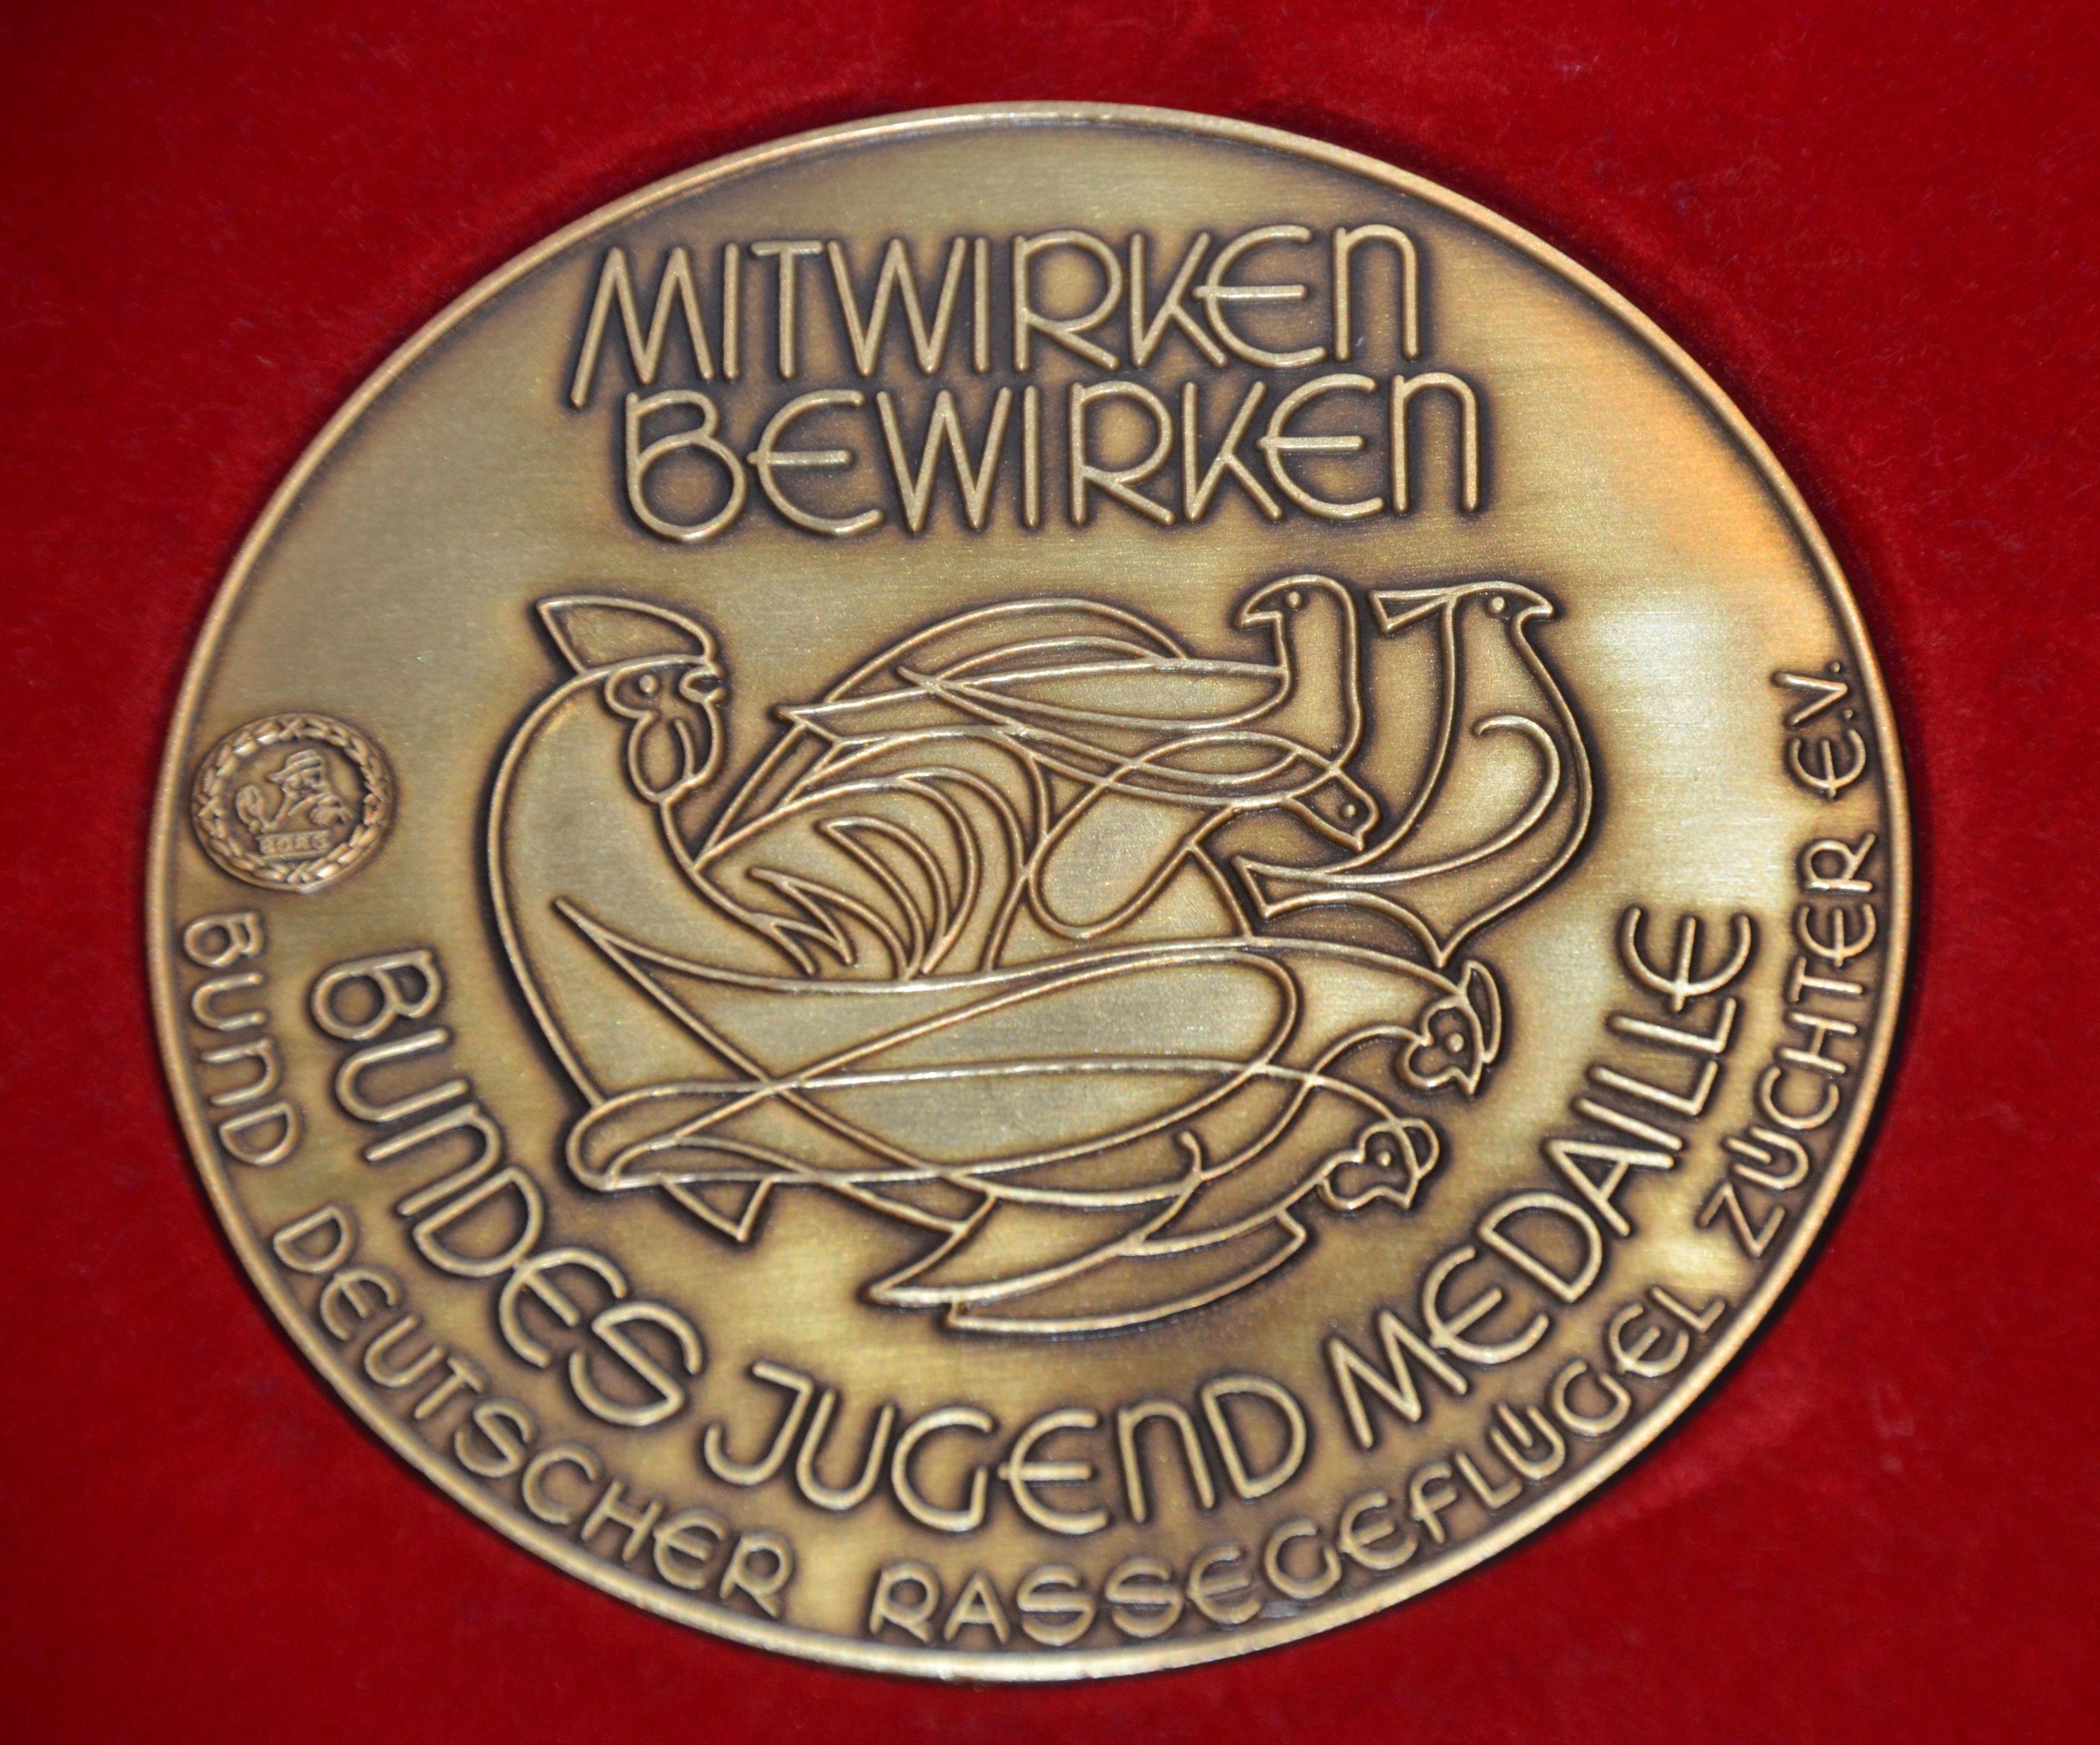 MITWIRKEN
BEWIRKEN
BUNDES JUGEND MEDAILLE
BUND DEUTSCHER RASSEGEFLÜGEL ZÜCHTER E.V.